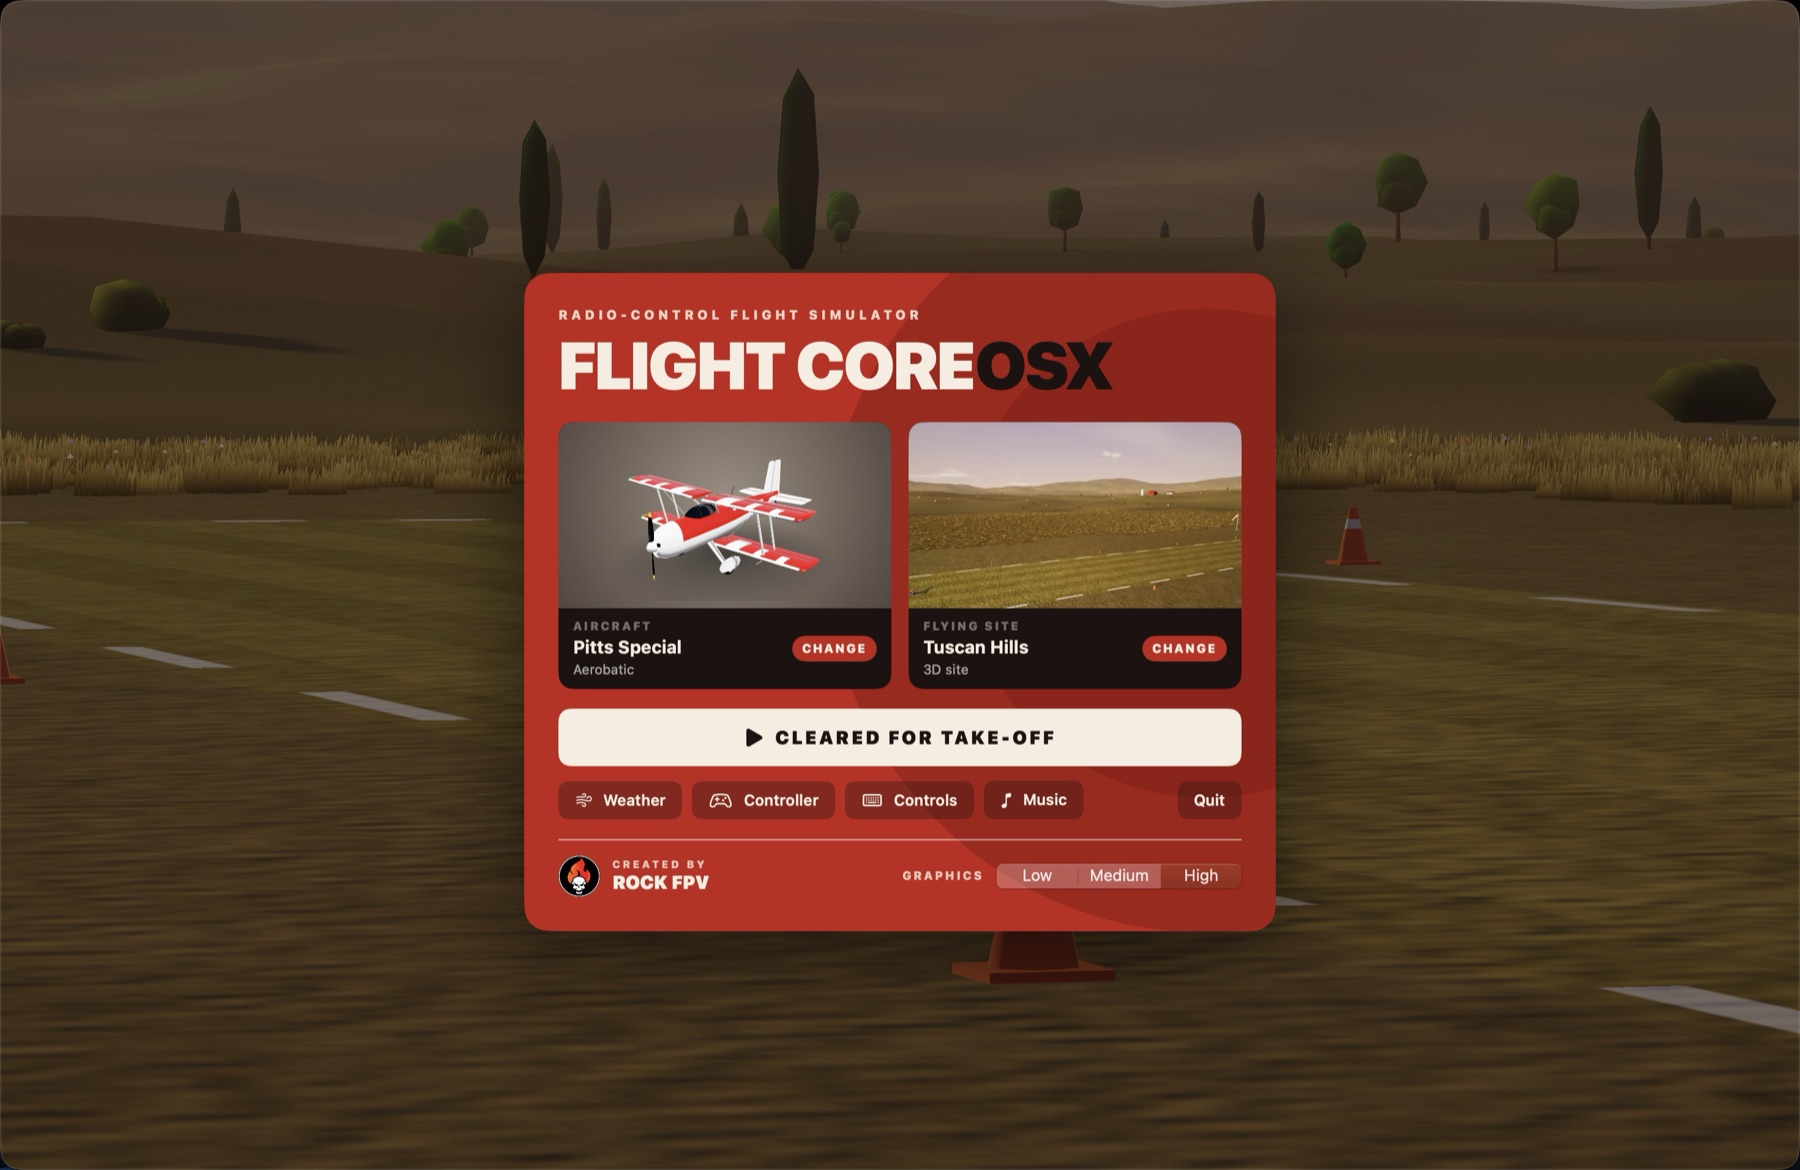 RADIO-CONTROL FLIGHT SIMULATOR
FLIGHT COREOSX
AIRCRAFT
Pitts Special
Aerobatic
CHANGE
FLYING SITE
Tuscan Hills
3D site
CHANGE
CLEARED FOR TAKE-OFF
Weather
Controller
Controls
Music
Quit
CREATED BY
ROCK FPV
GRAPHICS
Low
Medium
High